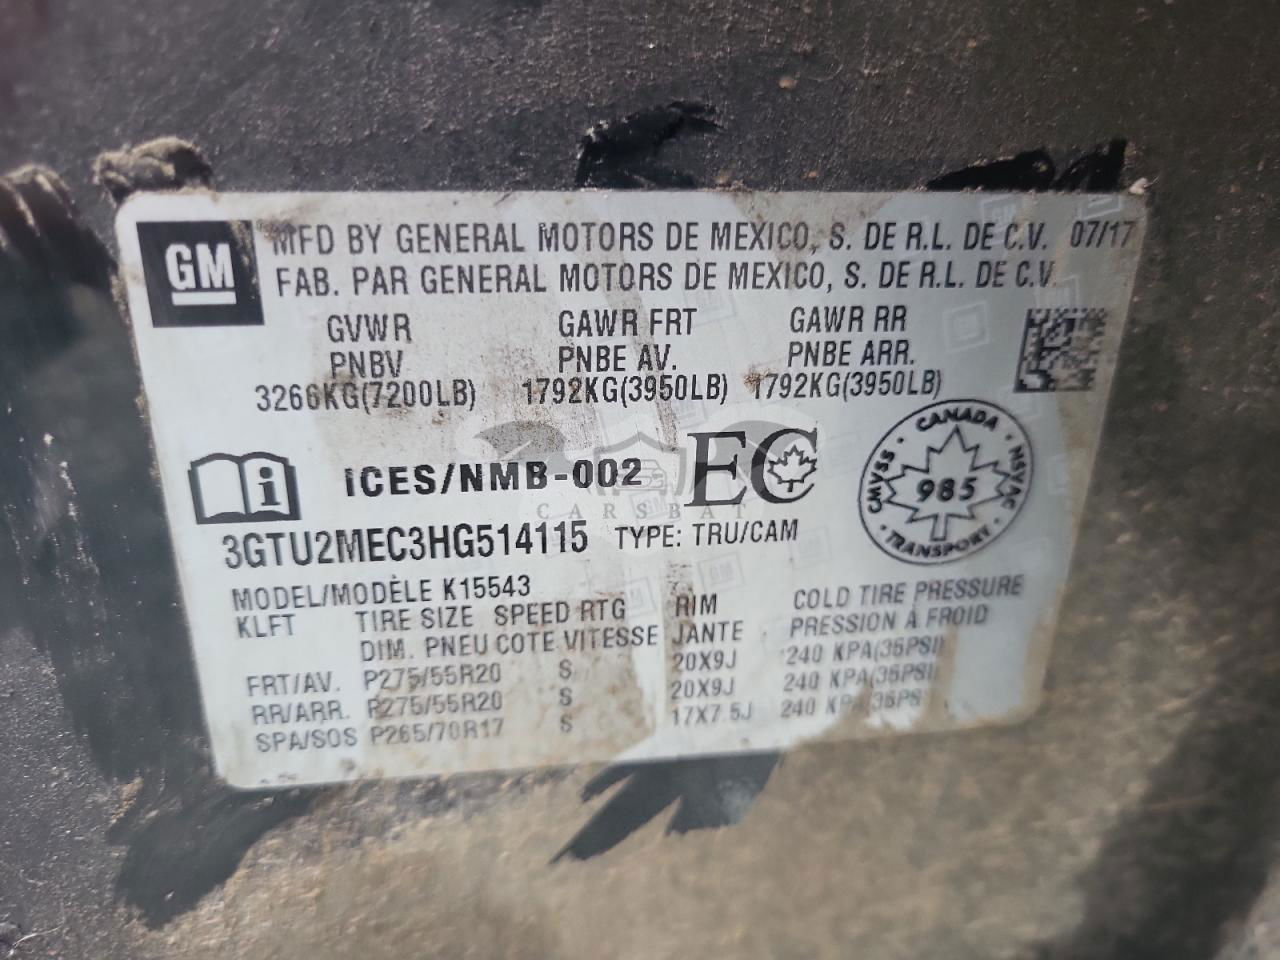 GM
MFD BY GENERAL MOTORS DE MEXICO, S. DE R.L. DE C.V. 07/17
FAB. PAR GENERAL MOTORS DE MEXICO, S. DE R.L. DE C.V.
GVWR GAWR FRT GAWR RR
PNBV PNBE AV. PNBE ARR.
3266KG(7200LB) 1792KG(3950LB) 1792KG(3950LB)
i ICES/NMB-002 EC
CARSBAT
CANADA
CMVSS 985 NSVAC
TRANSPORT
3GTU2MEC3HG514115 TYPE: TRU/CAM
MODEL/MODÈLE K15543
KLFT TIRE SIZE SPEED RTG RIM COLD TIRE PRESSURE
DIM. PNEU COTE VITESSE JANTE PRESSION À FROID
FRT/AV. P275/55R20 S 20X9J 240 KPA(35PSI)
RR/ARR. P275/55R20 S 20X9J 240 KPA(35PSI)
SPA/SOS P265/70R17 S 17X7.5J 240 KPA(35PSI